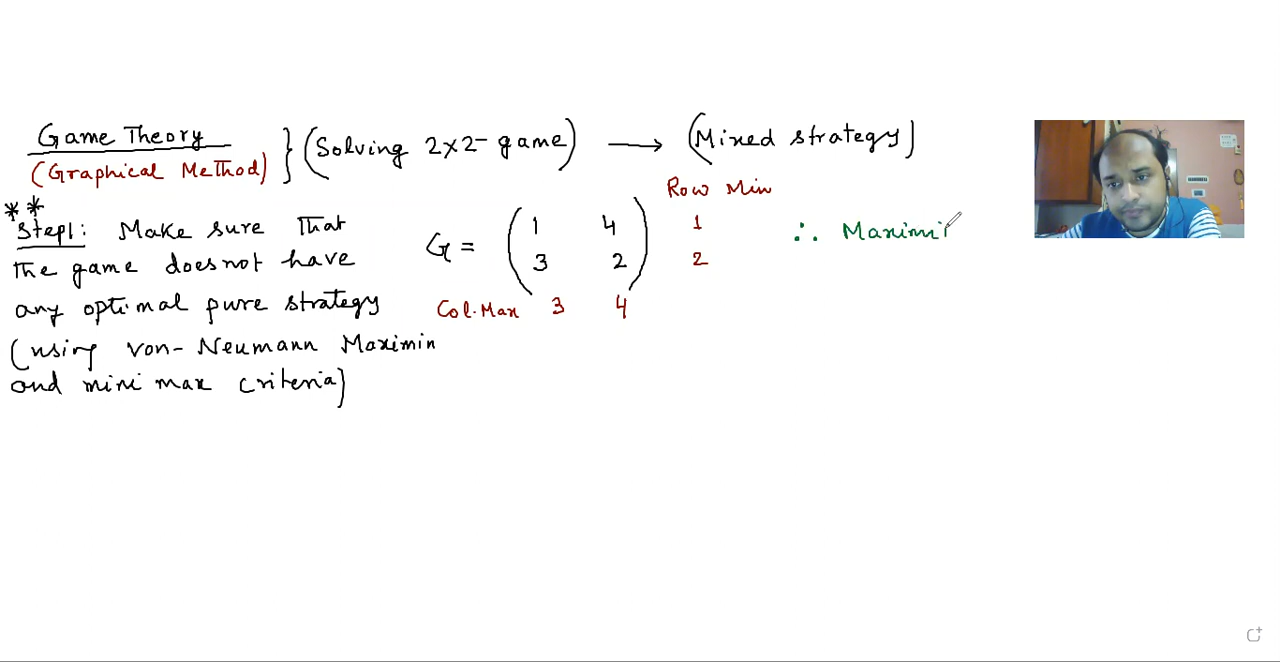 Game Theory
(Graphical Method)
} (Solving 2x2- game) → (Mixed strategy)
**
Step1: Make sure that
the game doesnot have
any optimal pure strategy
(using von-Neumann Maximin
and mini max criteria)
Row Min
G = ( 1 4 1
3 2 ) 2
Col.Max 3 4
∴ Maximi